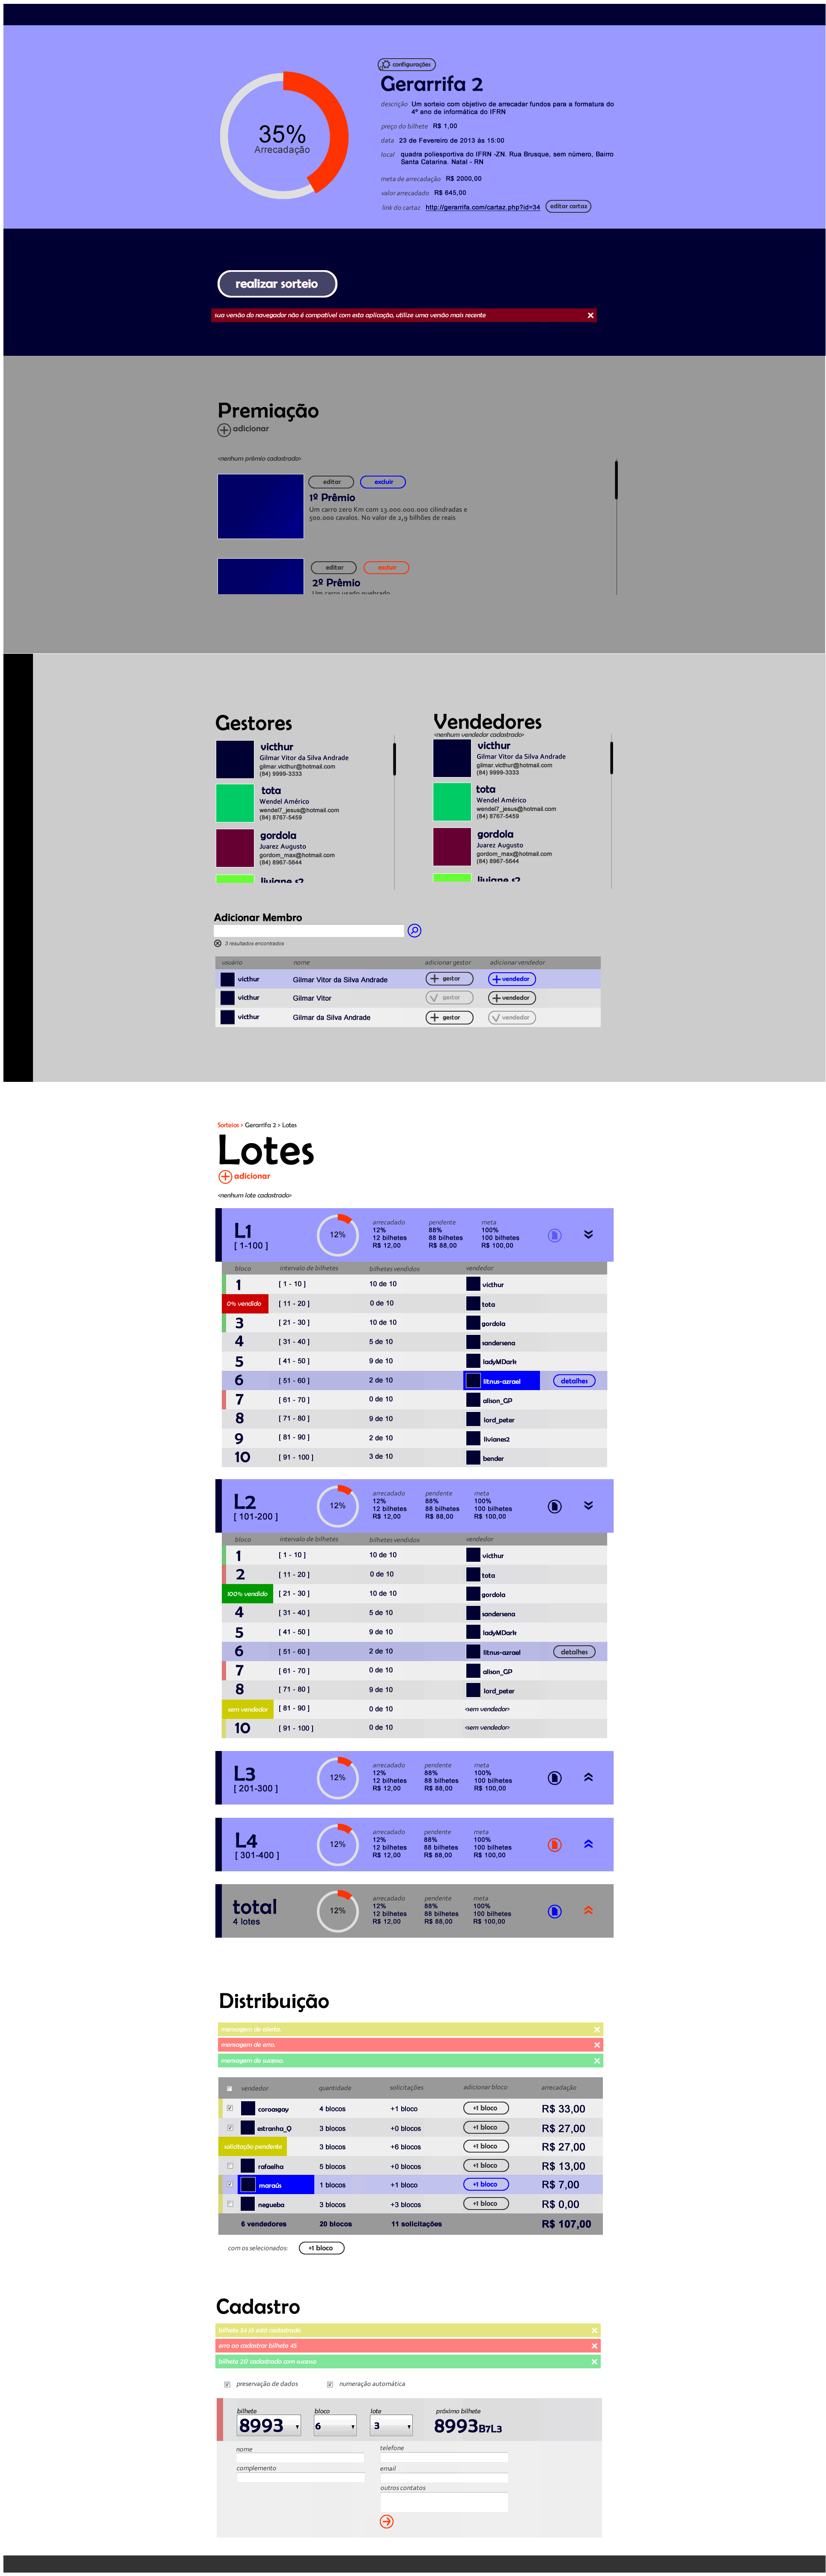 configurações
Gerarrifa 2
descrição Um sorteio com objetivo de arrecadar fundos para a formatura do
4º ano de informática do IFRN
35%
Arrecadação
preço do bilhete R$ 1,00
data 23 de Fevereiro de 2013 às 15:00
local quadra poliesportiva do IFRN -ZN. Rua Brusque, sem número, Bairro
Santa Catarina. Natal - RN
meta de arrecadação R$ 2000,00
valor arrecadado R$ 645,00
link do cartaz http://gerarrifa.com/cartaz.php?id=34 editar cartaz
realizar sorteio
sua versão do navegador não é compatível com esta aplicação, utilize uma versão mais recente
Premiação
adicionar
<nenhum prêmio cadastrado>
editar excluir
1º Prêmio
Um carro zero Km com 13.000.000.000 cilindradas e
500.000 cavalos. No valor de 2,9 bilhões de reais
editar excluir
2º Prêmio
Um carro usado quebrado
Gestores
victhur
Gilmar Vitor da Silva Andrade
gilmar.victhur@hotmail.com
(84) 9999-3333
tota
Wendel Américo
wendel7_jesus@hotmail.com
(84) 8767-5459
gordola
Juarez Augusto
gordom_max@hotmail.com
(84) 8967-5644
liviane s2
Vendedores
<nenhum vendedor cadastrado>
victhur
Gilmar Vitor da Silva Andrade
gilmar.victhur@hotmail.com
(84) 9999-3333
tota
Wendel Américo
wendel7_jesus@hotmail.com
(84) 8767-5459
gordola
Juarez Augusto
gordom_max@hotmail.com
(84) 8967-5644
liviane s2
Adicionar Membro
3 resultados encontrados
usuário nome adicionar gestor adicionar vendedor
victhur Gilmar Vitor da Silva Andrade gestor vendedor
victhur Gilmar Vitor gestor vendedor
victhur Gilmar da Silva Andrade gestor vendedor
Sorteios > Gerarrifa 2 > Lotes
Lotes
adicionar
<nenhum lote cadastrado>
L1
[ 1-100 ]
12%
arrecadado pendente meta
12% 88% 100%
12 bilhetes 88 bilhetes 100 bilhetes
R$ 12,00 R$ 88,00 R$ 100,00
bloco intervalo de bilhetes bilhetes vendidos vendedor
1 [ 1 - 10 ] 10 de 10 victhur
0% vendido [ 11 - 20 ] 0 de 10 tota
3 [ 21 - 30 ] 10 de 10 gordola
4 [ 31 - 40 ] 5 de 10 sandersena
5 [ 41 - 50 ] 9 de 10 ladyMDark
6 [ 51 - 60 ] 2 de 10 litnus-azrael detalhes
7 [ 61 - 70 ] 0 de 10 alison_GP
8 [ 71 - 80 ] 9 de 10 lord_peter
9 [ 81 - 90 ] 2 de 10 livianes2
10 [ 91 - 100 ] 3 de 10 bender
L2
[ 101-200 ]
12%
arrecadado pendente meta
12% 88% 100%
12 bilhetes 88 bilhetes 100 bilhetes
R$ 12,00 R$ 88,00 R$ 100,00
bloco intervalo de bilhetes bilhetes vendidos vendedor
1 [ 1 - 10 ] 10 de 10 victhur
2 [ 11 - 20 ] 0 de 10 tota
100% vendido [ 21 - 30 ] 10 de 10 gordola
4 [ 31 - 40 ] 5 de 10 sandersena
5 [ 41 - 50 ] 9 de 10 ladyMDark
6 [ 51 - 60 ] 2 de 10 litnus-azrael detalhes
7 [ 61 - 70 ] 0 de 10 alison_GP
8 [ 71 - 80 ] 9 de 10 lord_peter
sem vendedor [ 81 - 90 ] 0 de 10 <sem vendedor>
10 [ 91 - 100 ] 0 de 10 <sem vendedor>
L3
[ 201-300 ]
12%
arrecadado pendente meta
12% 88% 100%
12 bilhetes 88 bilhetes 100 bilhetes
R$ 12,00 R$ 88,00 R$ 100,00
L4
[ 301-400 ]
12%
arrecadado pendente meta
12% 88% 100%
12 bilhetes 88 bilhetes 100 bilhetes
R$ 12,00 R$ 88,00 R$ 100,00
total
4 lotes
12%
arrecadado pendente meta
12% 88% 100%
12 bilhetes 88 bilhetes 100 bilhetes
R$ 12,00 R$ 88,00 R$ 100,00
Distribuição
mensagem de alerta.
mensagem de erro.
mensagem de sucesso.
vendedor quantidade solicitações adicionar bloco arrecadação
coroasgay 4 blocos +1 bloco +1 bloco R$ 33,00
estranha_O 3 blocos +0 blocos +1 bloco R$ 27,00
solicitação pendente 3 blocos +6 blocos +1 bloco R$ 27,00
rafaelha 5 blocos +0 blocos +1 bloco R$ 13,00
maraús 1 blocos +1 bloco +1 bloco R$ 7,00
negueba 3 blocos +3 blocos +1 bloco R$ 0,00
6 vendedores 20 blocos 11 solicitações R$ 107,00
com os selecionados: +1 bloco
Cadastro
bilhete 34 já está cadastrado
erro ao cadastrar bilhete 45
bilhete 267 cadastrado com sucesso
preservação de dados numeração automática
bilhete bloco lote próximo bilhete
8993 6 3 8993B7L3
nome telefone
complemento email
outros contatos